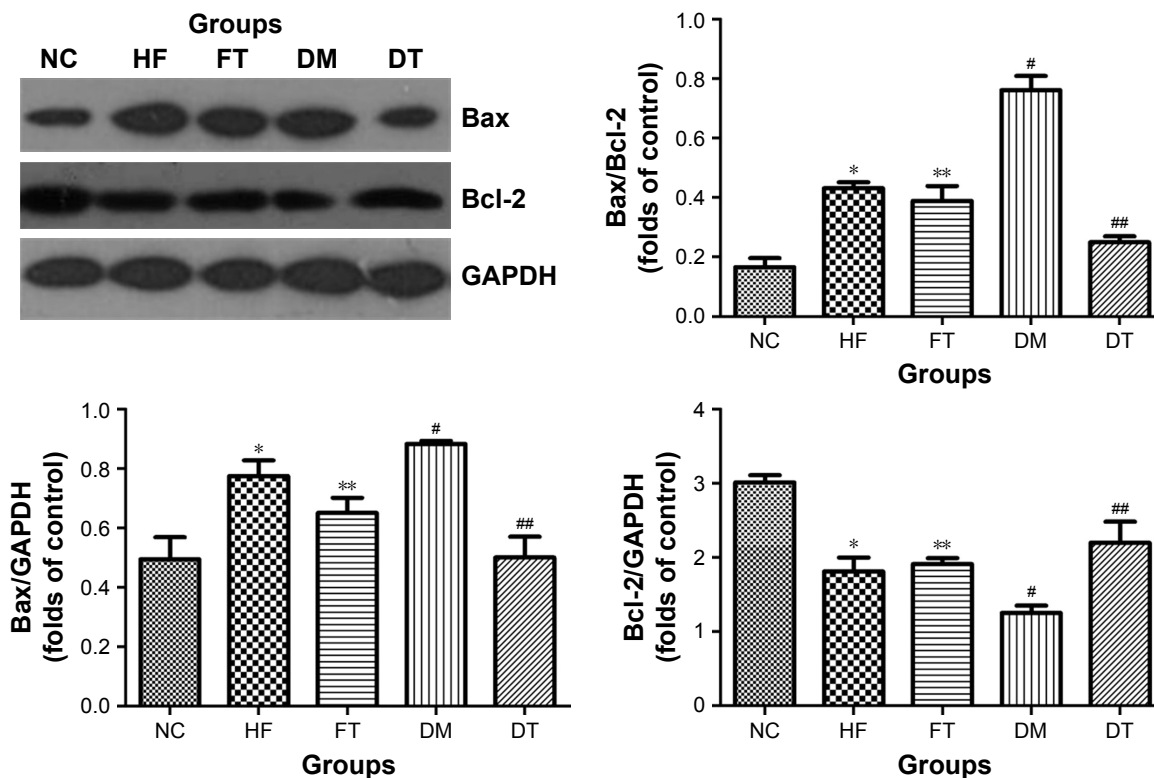 Groups
NC HF FT DM DT
Bax
Bcl-2
GAPDH
Bax/Bcl-2
(folds of control)
0.8
0.6
0.4
0.2
0.0
*
**
#
##
NC HF FT DM DT
Groups
Bax/GAPDH
(folds of control)
1.0
0.8
0.6
0.4
0.2
0.0
*
**
#
##
NC HF FT DM DT
Groups
Bcl-2/GAPDH
(folds of control)
4
3
2
1
0
*
**
#
##
NC HF FT DM DT
Groups